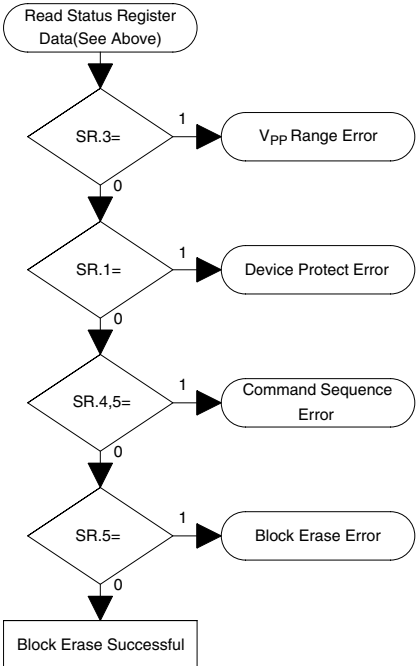 Read Status Register
Data(See Above)
SR.3=
1
VPP Range Error
0
SR.1=
1
Device Protect Error
0
SR.4,5=
1
Command Sequence
Error
0
SR.5=
1
Block Erase Error
0
Block Erase Successful